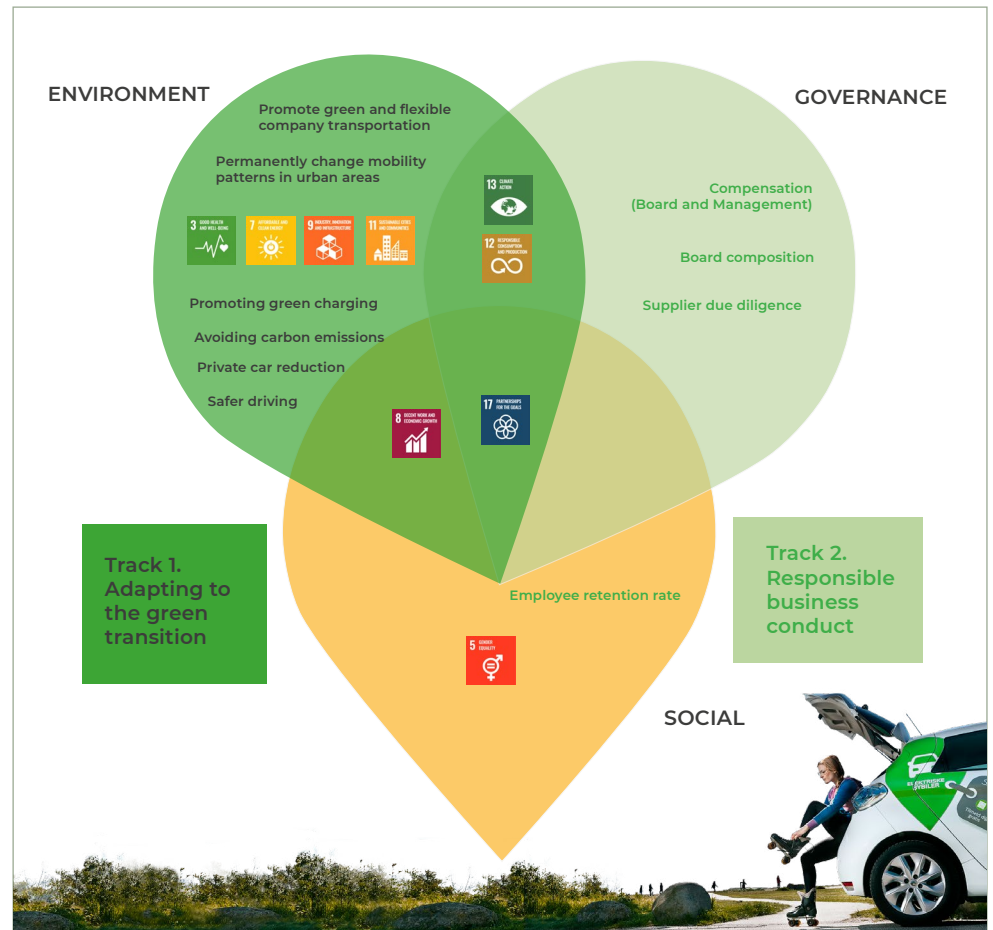 ENVIRONMENT
GOVERNANCE
Promote green and flexible
company transportation
Permanently change mobility
patterns in urban areas
13 CLIMATE
ACTION
Compensation
(Board and Management)
3 GOOD HEALTH
AND WELL-BEING
7 AFFORDABLE AND
CLEAN ENERGY
9 INDUSTRY, INNOVATION
AND INFRASTRUCTURE
11 SUSTAINABLE CITIES
AND COMMUNITIES
12 RESPONSIBLE
CONSUMPTION
AND PRODUCTION
Board composition
Promoting green charging
Supplier due diligence
Avoiding carbon emissions
Private car reduction
Safer driving
8 DECENT WORK AND
ECONOMIC GROWTH
17 PARTNERSHIPS
FOR THE GOALS
Track 1.
Adapting to
the green
transition
Track 2.
Responsible
business
conduct
Employee retention rate
5 GENDER
EQUALITY
SOCIAL